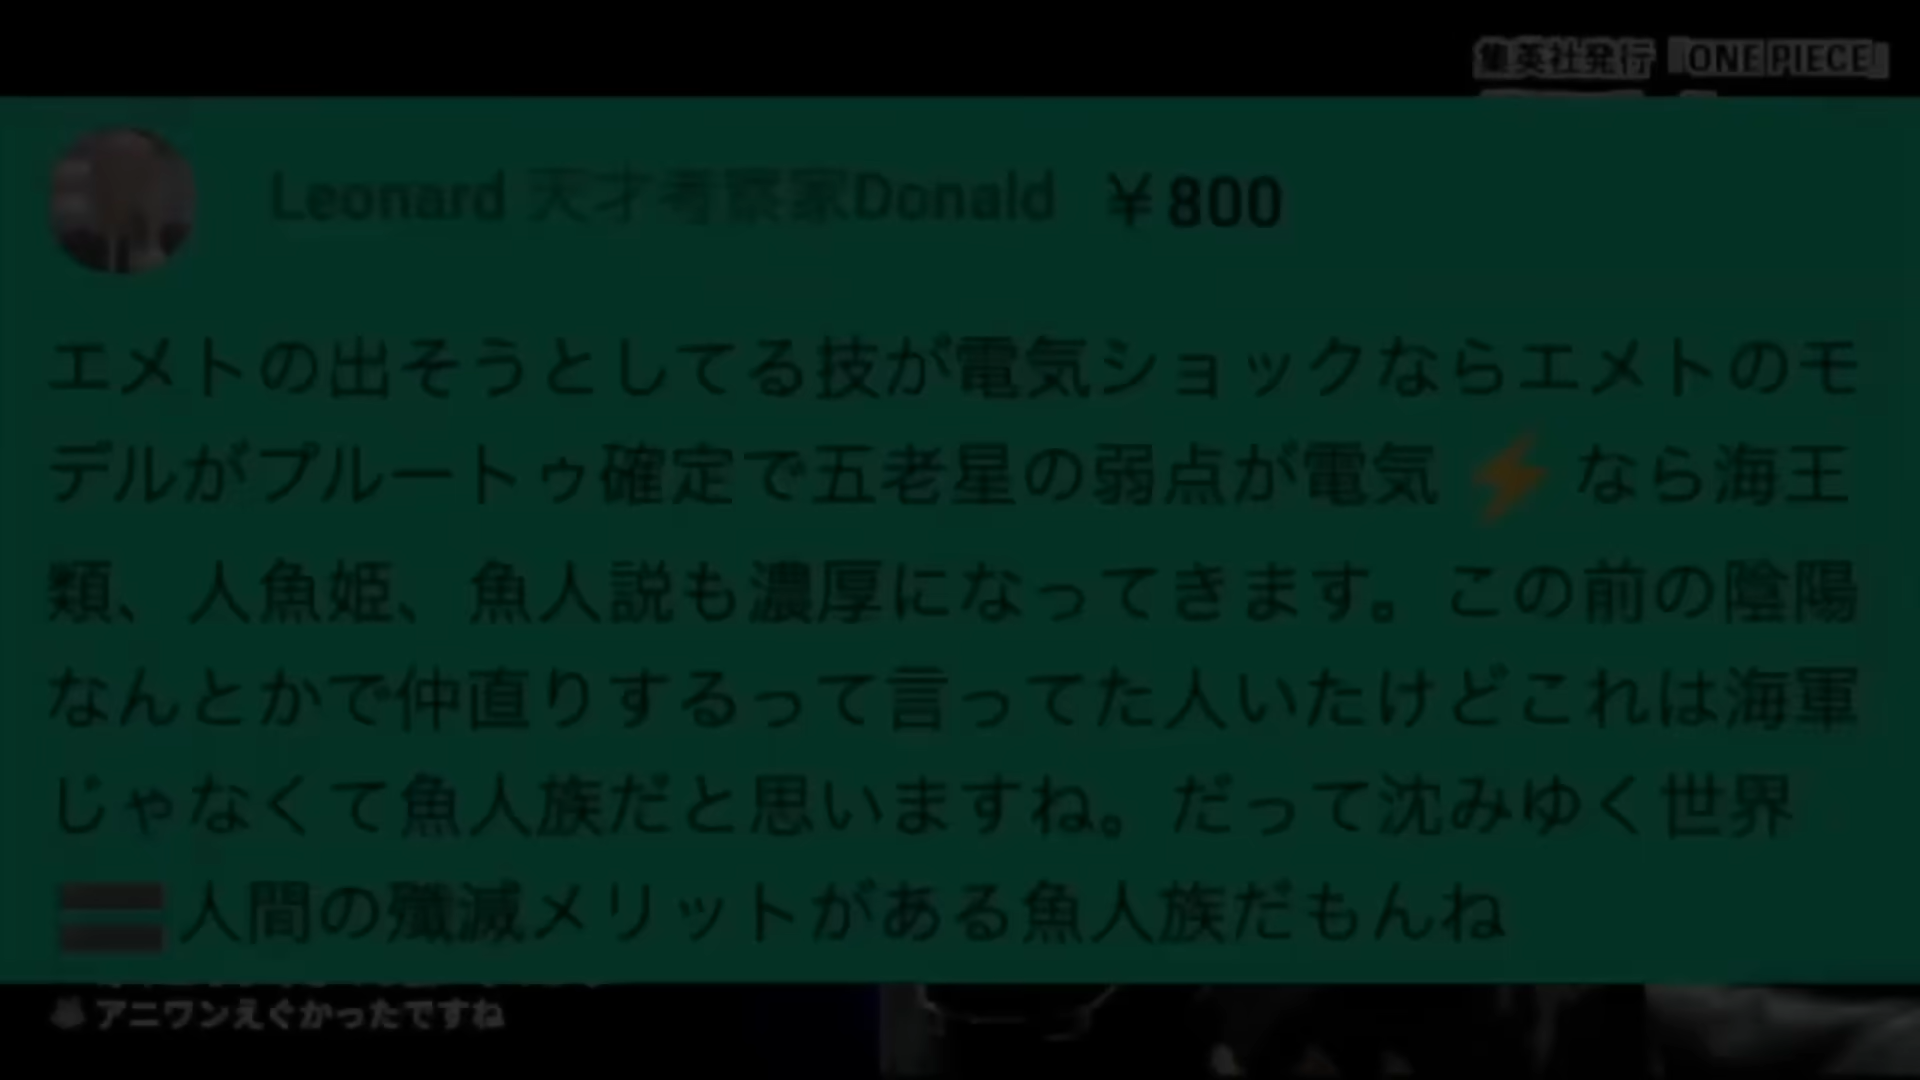 集英社発行『ONE PIECE』
Leonard 天才考察家Donald ￥800
エメトの出そうとしてる技が電気ショックならエメトのモ
デルがプルートゥ確定で五老星の弱点が電気⚡なら海王
類、人魚姫、魚人説も濃厚になってきます。この前の陰陽
なんとかで仲直りするって言ってた人いたけどこれは海軍
じゃなくて魚人族だと思いますね。だって沈みゆく世界
〓人間の殲滅メリットがある魚人族だもんね
アニワンえぐかったですね